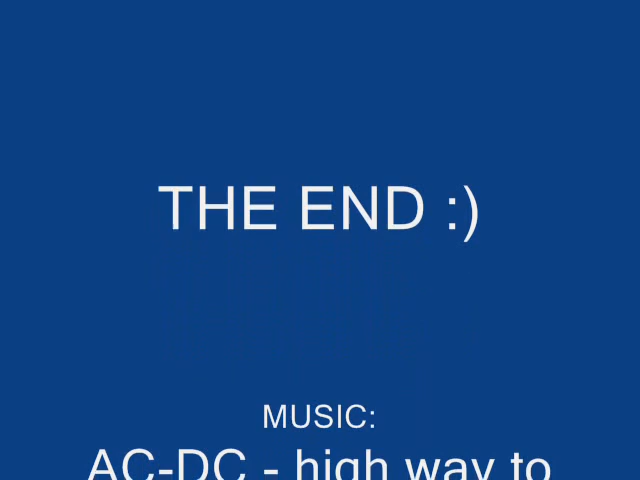 THE END :)
MUSIC:
AC-DC - high way to